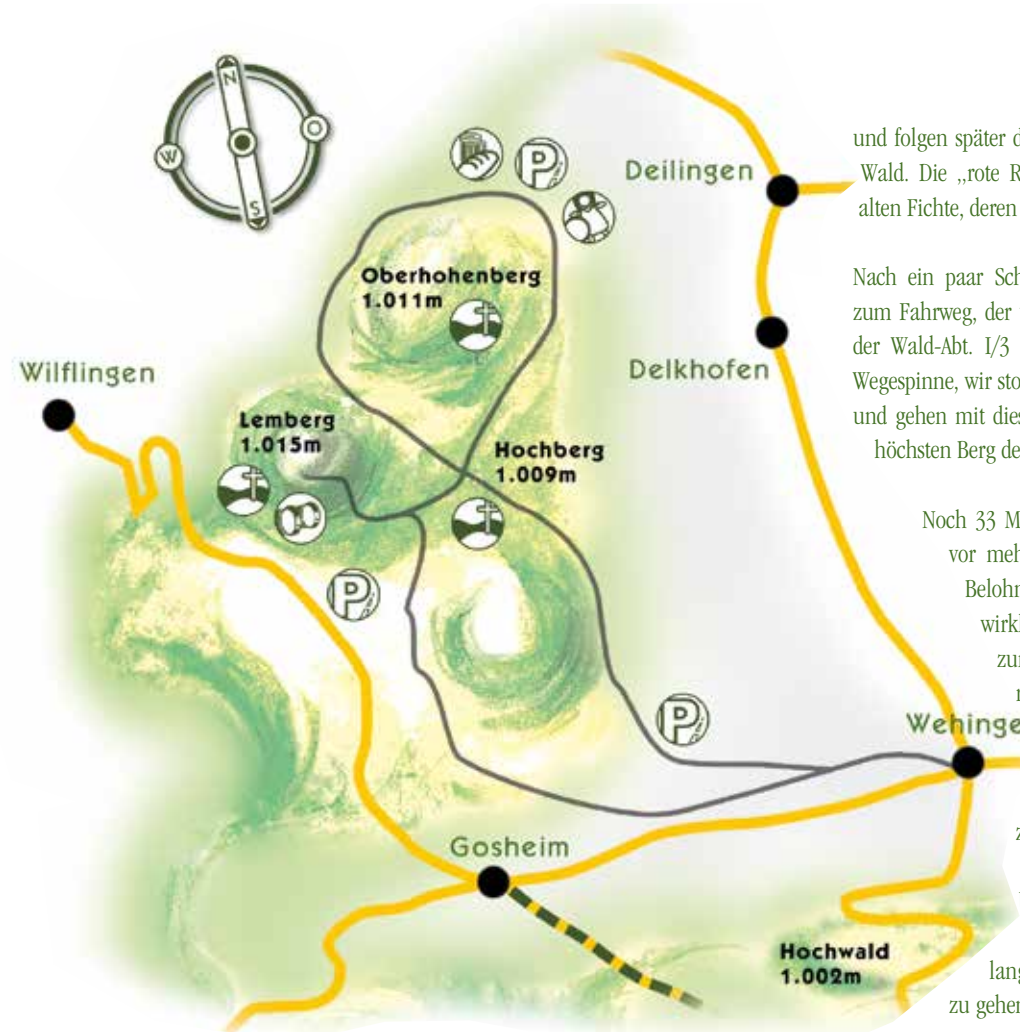 N
W
O
S
P
Deilingen
Oberhohenberg
1.011m
Delkhofen
Wilflingen
Lemberg
1.015m
Hochberg
1.009m
P
P
Wehinge
Gosheim
Hochwald
1.002m
und folgen später d
Wald. Die „rote R
alten Fichte, deren
Nach ein paar Sch
zum Fahrweg, der
der Wald-Abt. I/3
Wegespinne, wir sto
und gehen mit dies
höchsten Berg de
Noch 33 M
vor meh
Belohn
wirkl
zur
z
lang
zu gehen